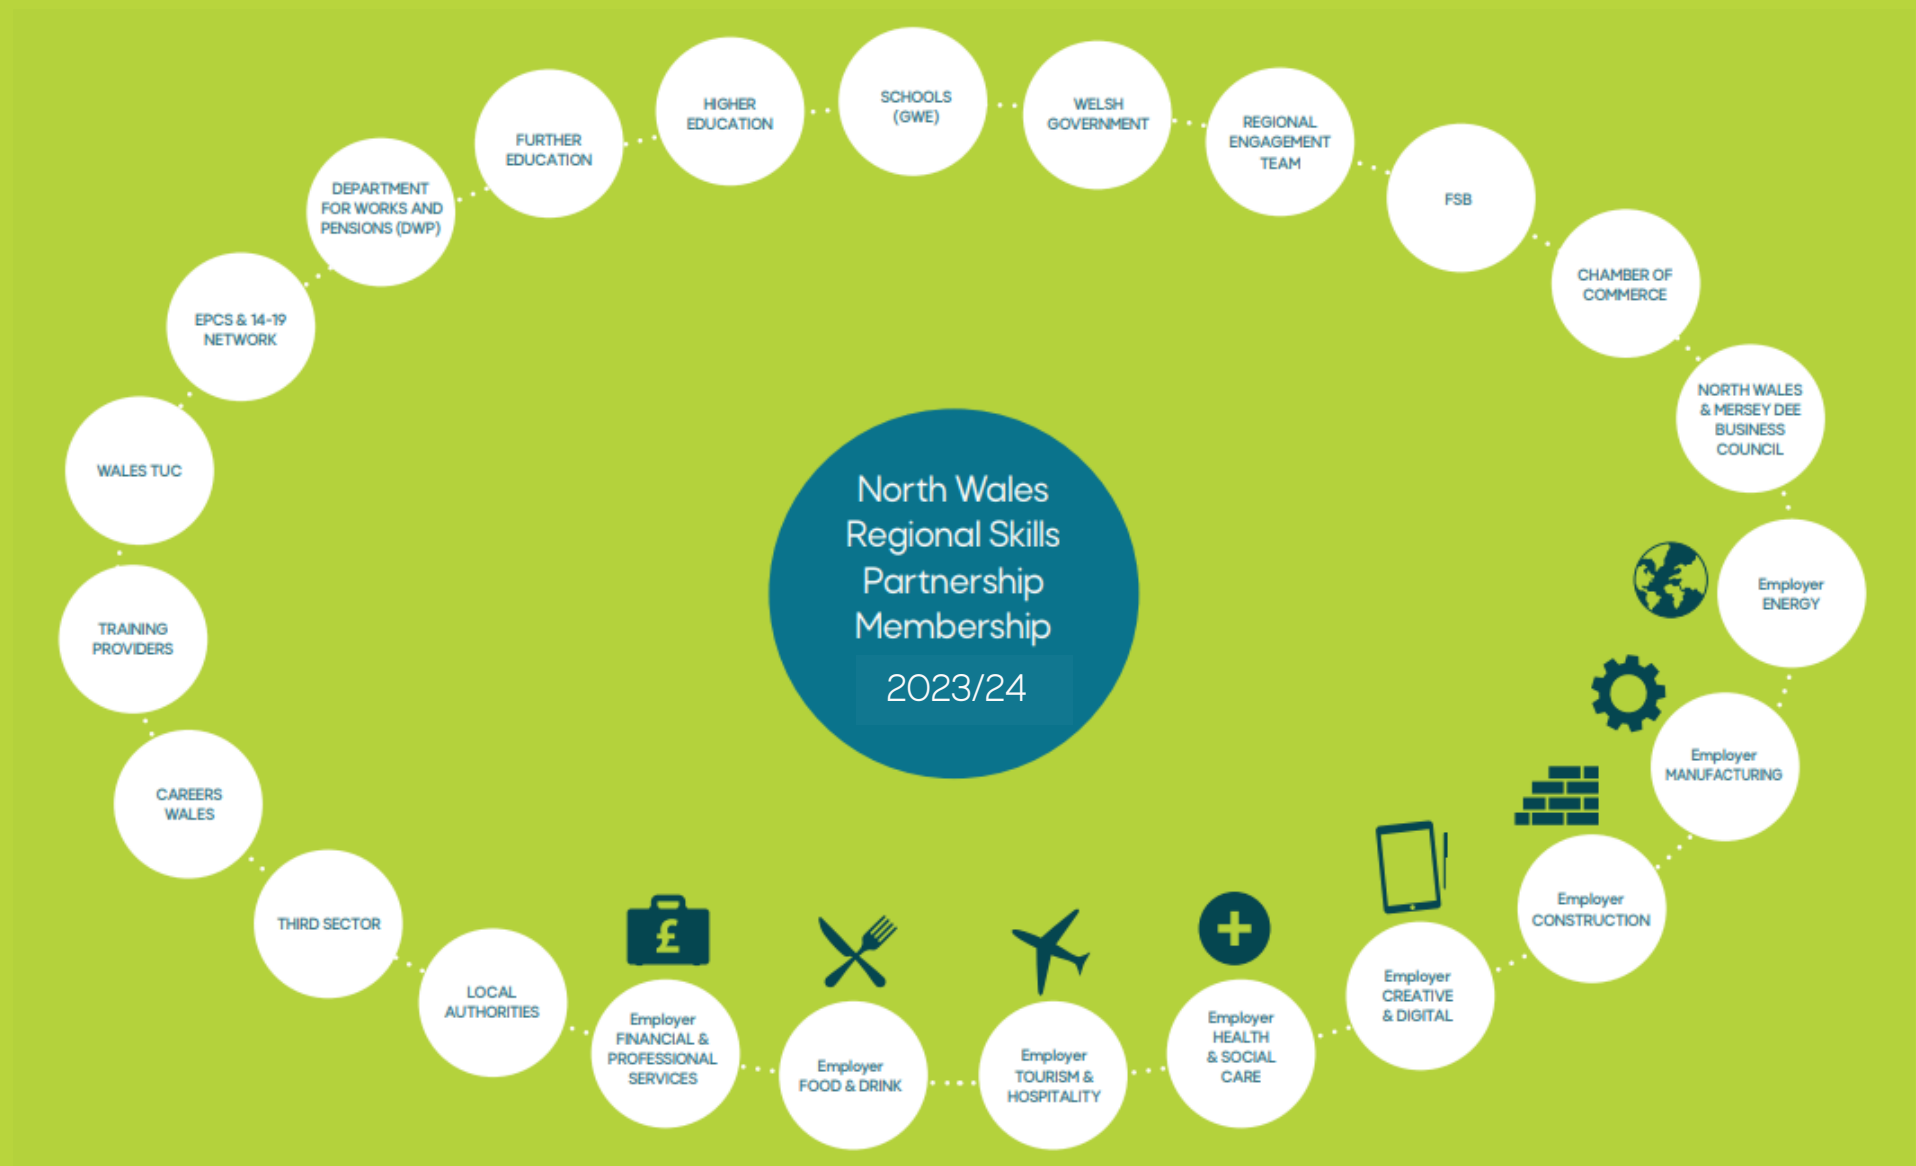 SCHOOLS
(GWE)
WELSH
GOVERNMENT
REGIONAL
ENGAGEMENT
TEAM
FSB
CHAMBER OF
COMMERCE
NORTH WALES
& MERSEY DEE
BUSINESS
COUNCIL
Employer
ENERGY
Employer
MANUFACTURING
Employer
CONSTRUCTION
Employer
CREATIVE
& DIGITAL
Employer
HEALTH
& SOCIAL
CARE
Employer
TOURISM &
HOSPITALITY
Employer
FOOD & DRINK
£
Employer
FINANCIAL &
PROFESSIONAL
SERVICES
LOCAL
AUTHORITIES
THIRD SECTOR
CAREERS
WALES
TRAINING
PROVIDERS
WALES TUC
EPCS & 14-19
NETWORK
DEPARTMENT
FOR WORKS AND
PENSIONS (DWP)
FURTHER
EDUCATION
HIGHER
EDUCATION
North Wales
Regional Skills
Partnership
Membership
2023/24